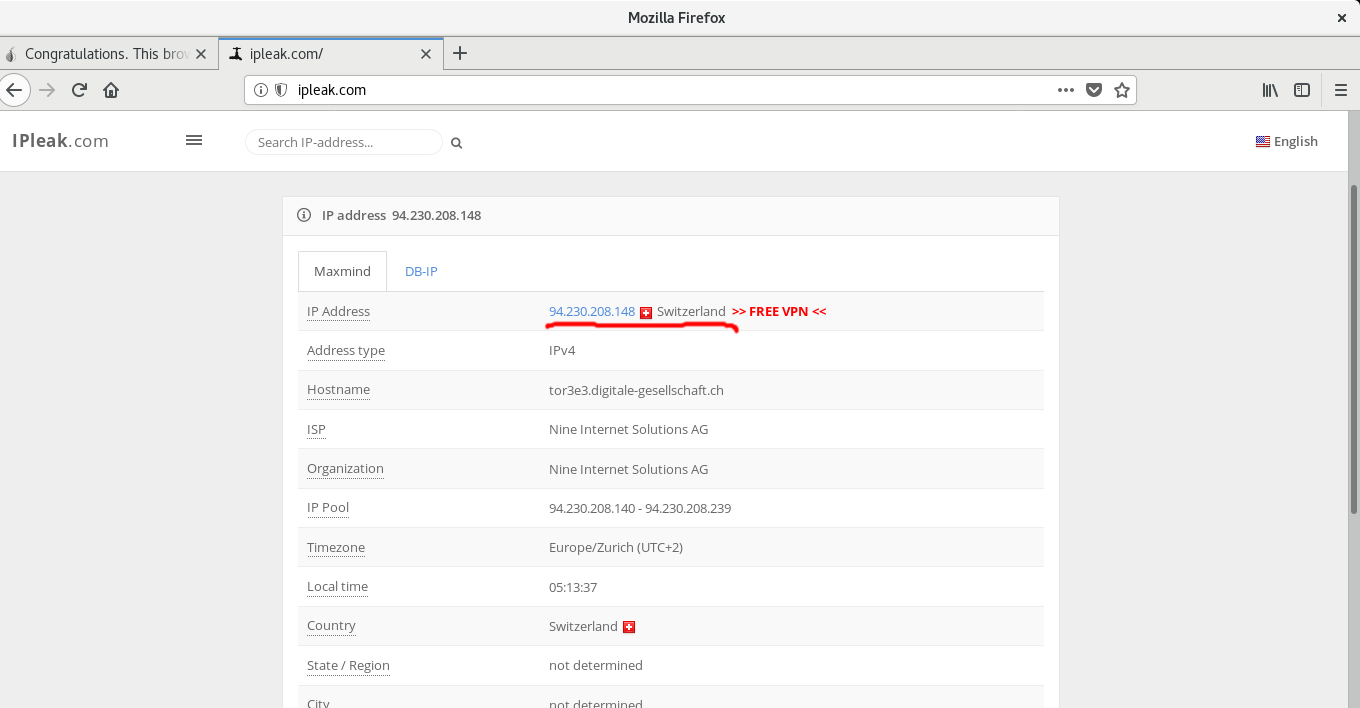 Mozilla Firefox
Congratulations. This brow
ipleak.com/
ipleak.com
IPleak.com
Search IP-address...
English
IP address 94.230.208.148
Maxmind DB-IP
IP Address 94.230.208.148 Switzerland >> FREE VPN <<
Address type IPv4
Hostname tor3e3.digitale-gesellschaft.ch
ISP Nine Internet Solutions AG
Organization Nine Internet Solutions AG
IP Pool 94.230.208.140 - 94.230.208.239
Timezone Europe/Zurich (UTC+2)
Local time 05:13:37
Country Switzerland
State / Region not determined
City not determined